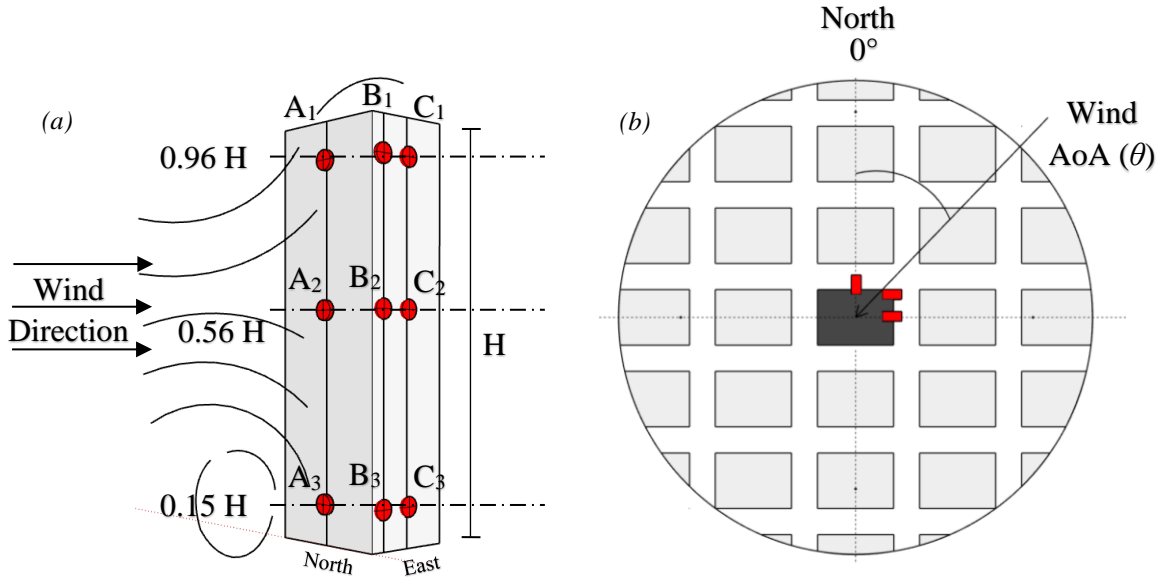 (a)
A₁
B₁
C₁
0.96 H
A₂
B₂
C₂
Wind
Direction
0.56 H
H
A₃
B₃
C₃
0.15 H
North
East
(b)
North
0°
Wind
AoA (θ)